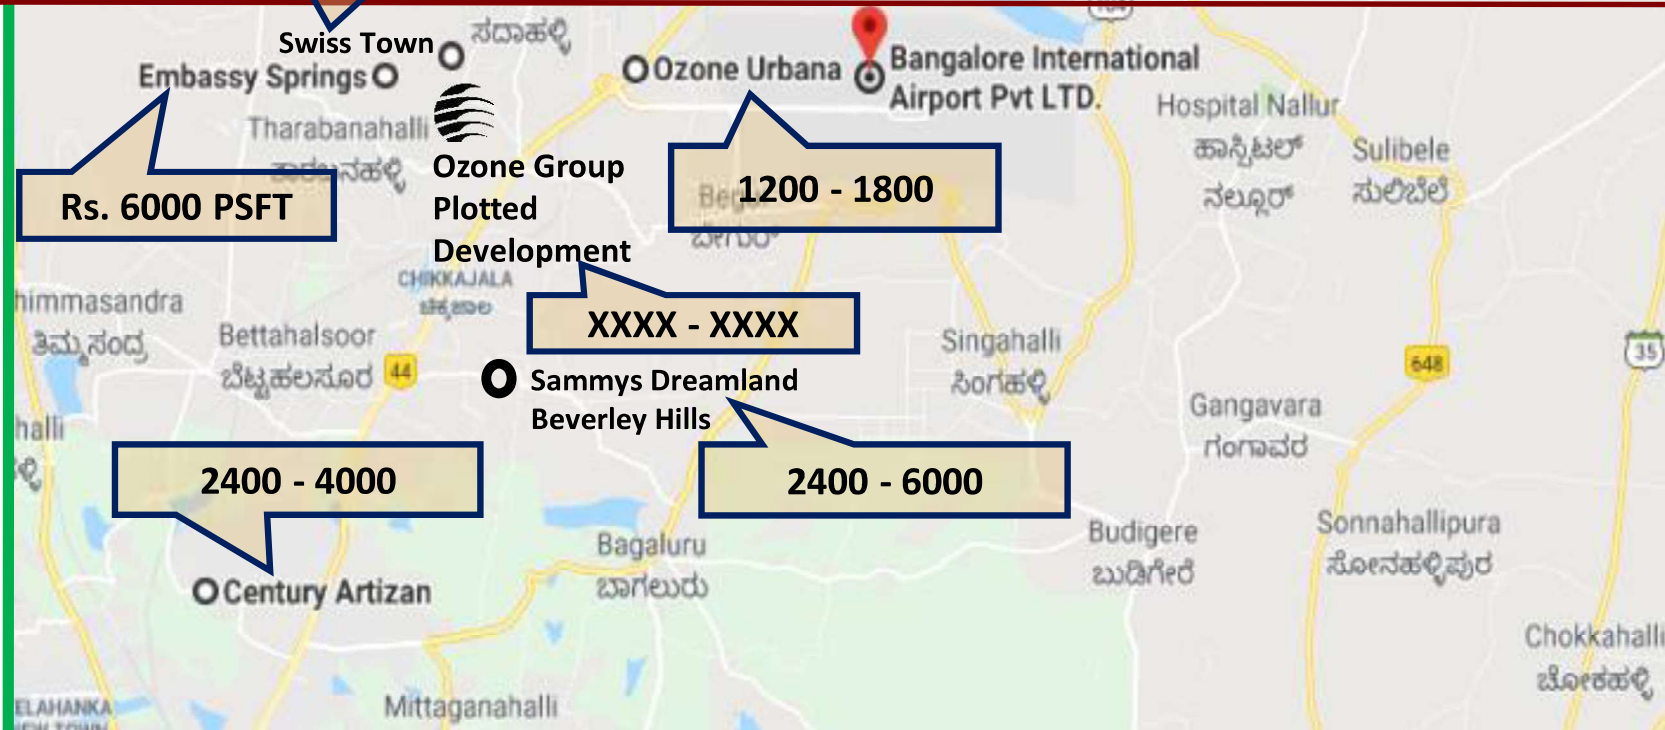 ಸದಾಹಳ್ಳಿ
Swiss Town
Embassy Springs
Ozone Urbana
Bangalore International
Airport Pvt LTD.
Tharabanahalli
Hospital Nallur
ಹಾಸ್ಪಿಟಲ್
ನಲ್ಲೂರ್
Sulibele
ಸುಲಿಬೆಲೆ
Rs. 6000 PSFT
Ozone Group
Plotted
Development
1200 - 1800
ಬೇಗುರ್
CHIKKAJALA
ಚಿಕ್ಕಜಾಲ
XXXX - XXXX
himmasandra
ತಿಮ್ಮಸಂದ್ರ
Bettahalsoor
ಬೆಟ್ಟಹಲಸೂರ
44
Singahalli
ಸಿಂಗಹಳ್ಳಿ
648
35
Sammys Dreamland
Beverley Hills
Gangavara
ಗಂಗಾವರ
halli
2400 - 4000
2400 - 6000
Bagaluru
ಬಾಗಲುರು
Budigere
ಬುಡಿಗೇರೆ
Sonnahallipura
ಸೋನಹಳ್ಳಿಪುರ
Century Artizan
Chokkahalli
ಚೋಕಹಳ್ಳಿ
Mittaganahalli
ELAHANKA